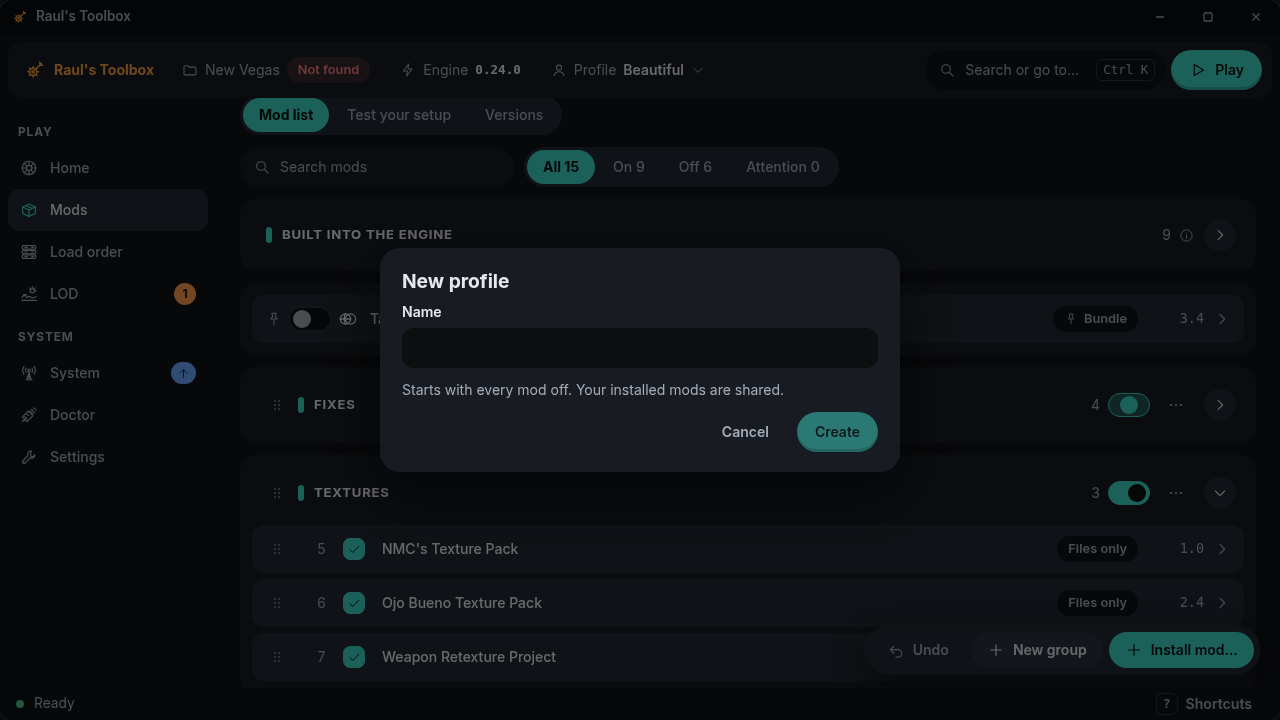 Raul's Toolbox
Raul's Toolbox
New Vegas
Not found
Engine 0.24.0
Profile Beautiful
Search or go to...
Ctrl K
Play
PLAY
Home
Mods
Load order
LOD
1
SYSTEM
System
Doctor
Settings
Mod list
Test your setup
Versions
Search mods
All 15
On 9
Off 6
Attention 0
BUILT INTO THE ENGINE
9
Bundle
3.4
FIXES
4
New profile
Name
Starts with every mod off. Your installed mods are shared.
Cancel
Create
TEXTURES
3
5
NMC's Texture Pack
Files only
1.0
6
Ojo Bueno Texture Pack
Files only
2.4
7
Weapon Retexture Project
Undo
New group
Install mod...
Ready
? Shortcuts